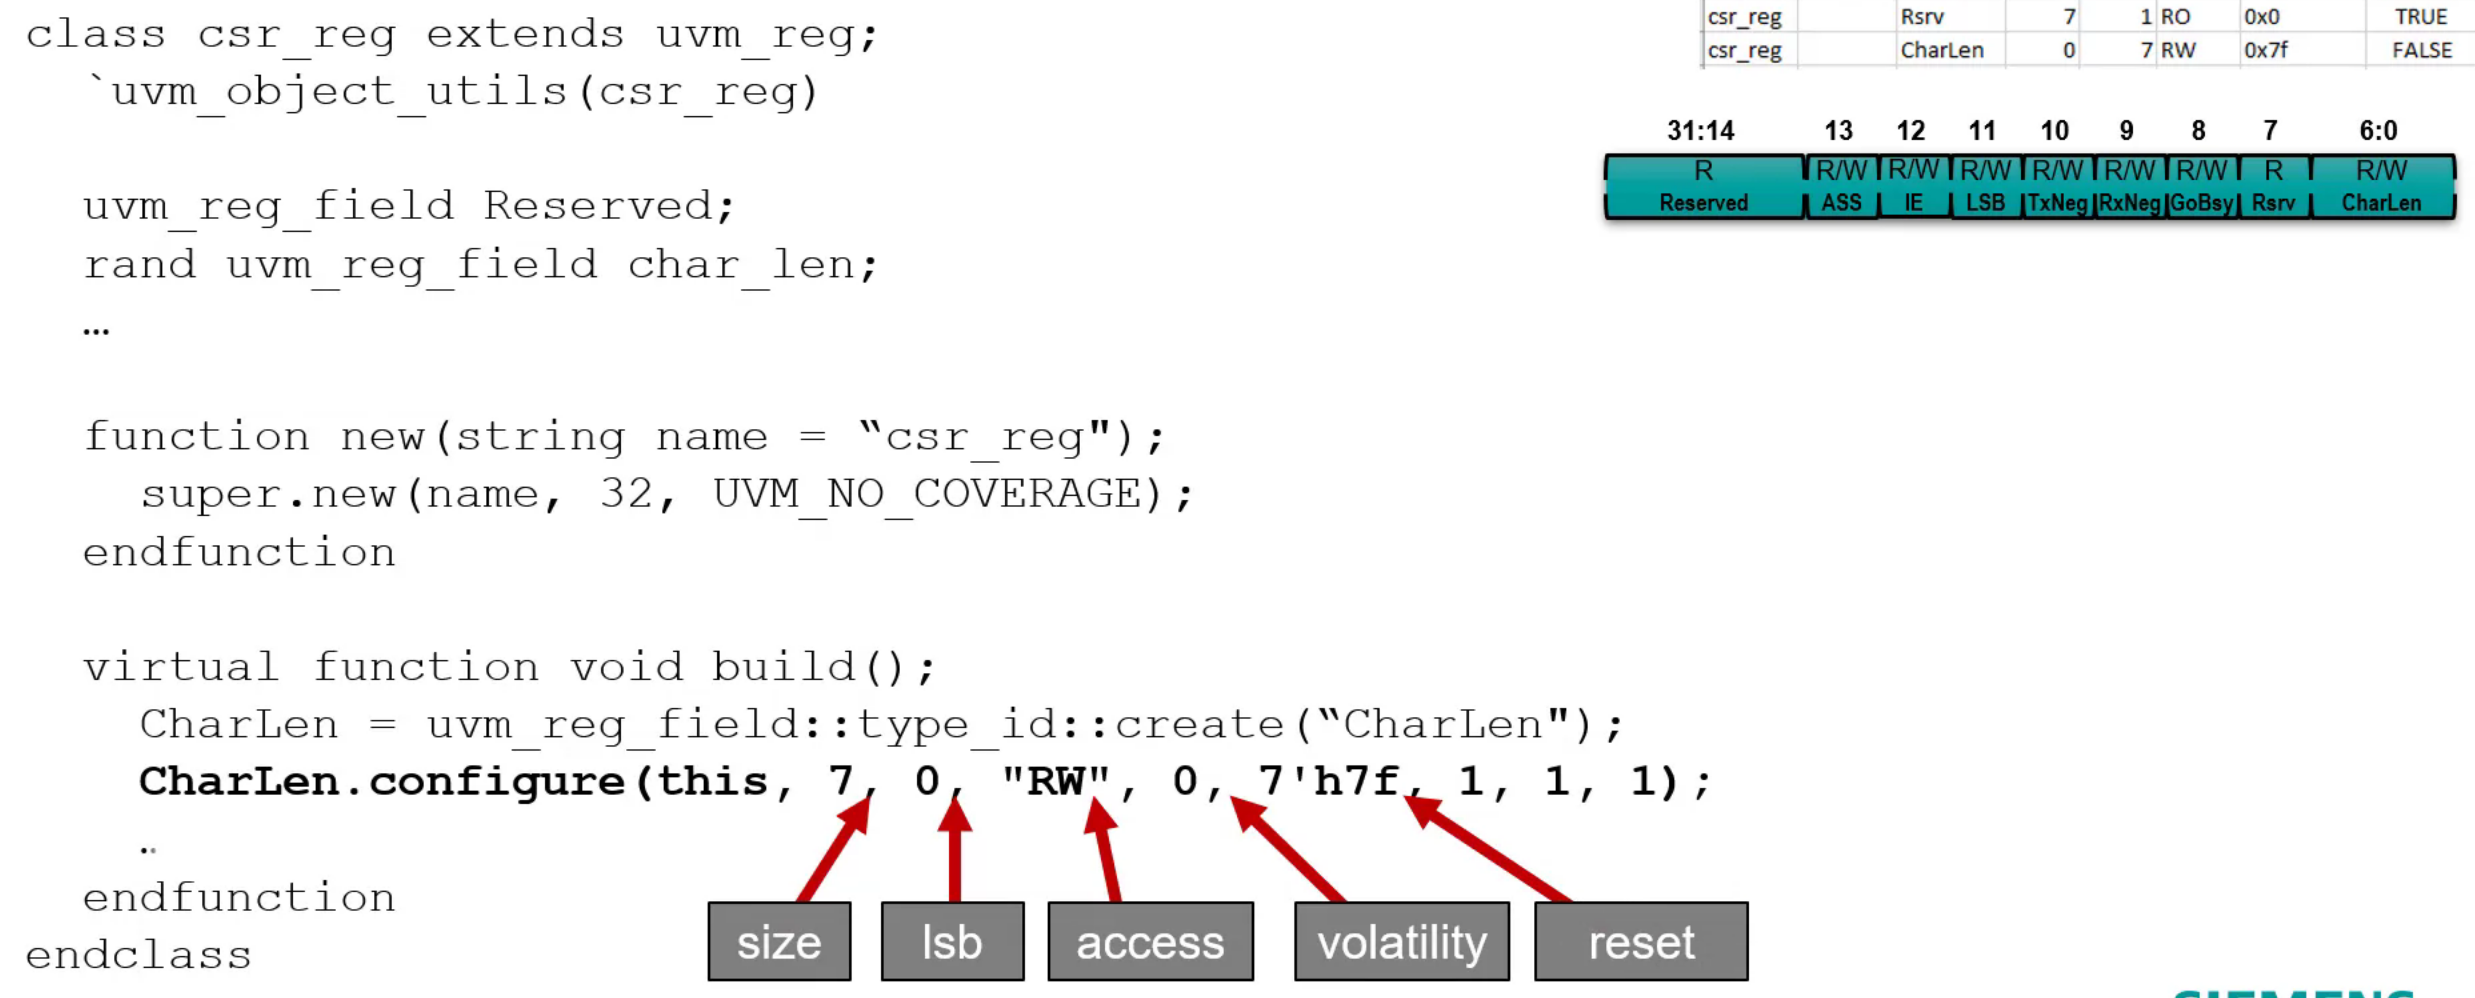 class csr_reg extends uvm_reg;
`uvm_object_utils(csr_reg)
uvm_reg_field Reserved;
rand uvm_reg_field char_len;
…
function new(string name = “csr_reg");
super.new(name, 32, UVM_NO_COVERAGE);
endfunction
virtual function void build();
CharLen = uvm_reg_field::type_id::create(“CharLen");
CharLen.configure(this, 7, 0, "RW", 0, 7'h7f, 1, 1, 1);
..
endfunction
endclass
size lsb access volatility reset
csr_reg Rsrv 7 1 RO 0x0 TRUE
csr_reg CharLen 0 7 RW 0x7f FALSE
31:14 13 12 11 10 9 8 7 6:0
R R/W R/W R/W R/W R/W R/W R R/W
Reserved ASS IE LSB TxNeg RxNeg GoBsy Rsrv CharLen
SIEMENS